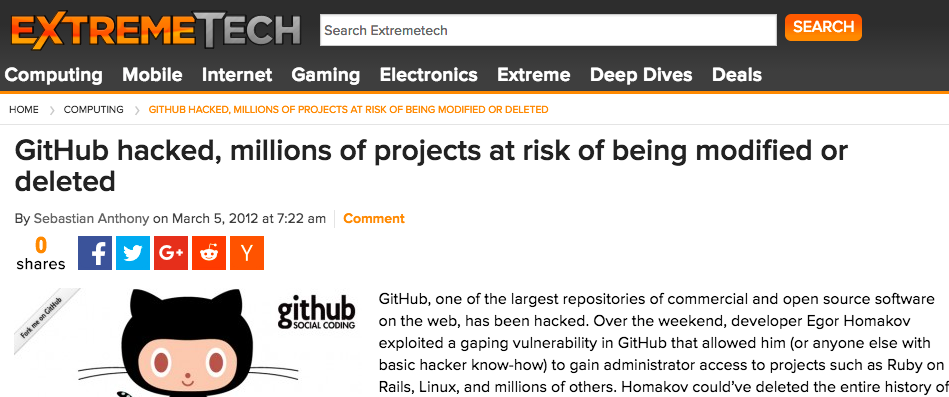 EXTREMETECH
Search Extremetech
SEARCH
Computing Mobile Internet Gaming Electronics Extreme Deep Dives Deals
HOME COMPUTING GITHUB HACKED, MILLIONS OF PROJECTS AT RISK OF BEING MODIFIED OR DELETED
GitHub hacked, millions of projects at risk of being modified or
deleted
By Sebastian Anthony on March 5, 2012 at 7:22 am Comment
0
shares
f G+ Y
Fork me on GitHub
github
SOCIAL CODING
GitHub, one of the largest repositories of commercial and open source software
on the web, has been hacked. Over the weekend, developer Egor Homakov
exploited a gaping vulnerability in GitHub that allowed him (or anyone else with
basic hacker know-how) to gain administrator access to projects such as Ruby on
Rails, Linux, and millions of others. Homakov could’ve deleted the entire history of